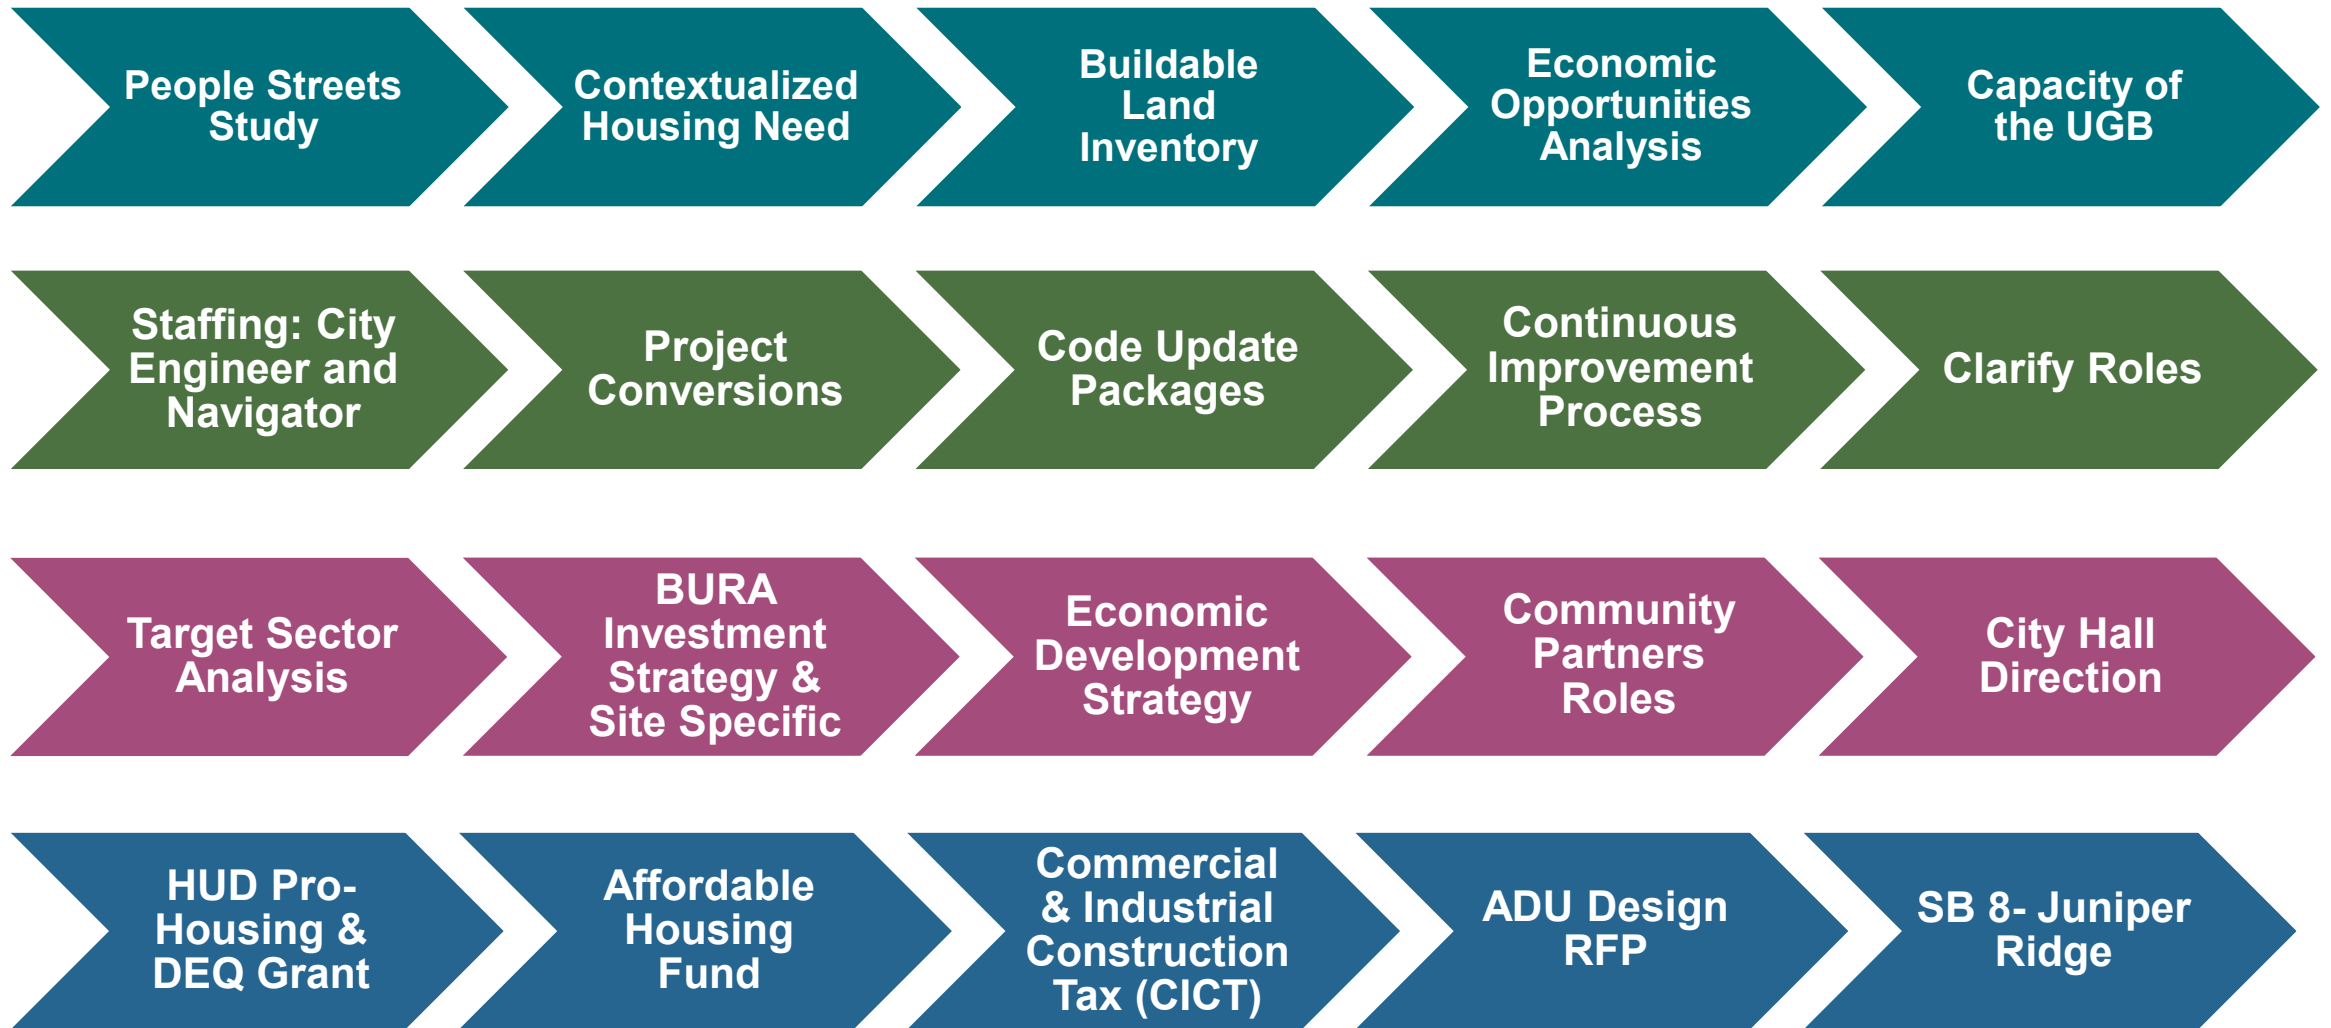 People Streets
Study
Contextualized
Housing Need
Buildable
Land
Inventory
Economic
Opportunities
Analysis
Capacity of
the UGB
Staffing: City
Engineer and
Navigator
Project
Conversions
Code Update
Packages
Continuous
Improvement
Process
Clarify Roles
Target Sector
Analysis
BURA
Investment
Strategy &
Site Specific
Economic
Development
Strategy
Community
Partners
Roles
City Hall
Direction
HUD Pro-
Housing &
DEQ Grant
Affordable
Housing
Fund
Commercial
& Industrial
Construction
Tax (CICT)
ADU Design
RFP
SB 8- Juniper
Ridge